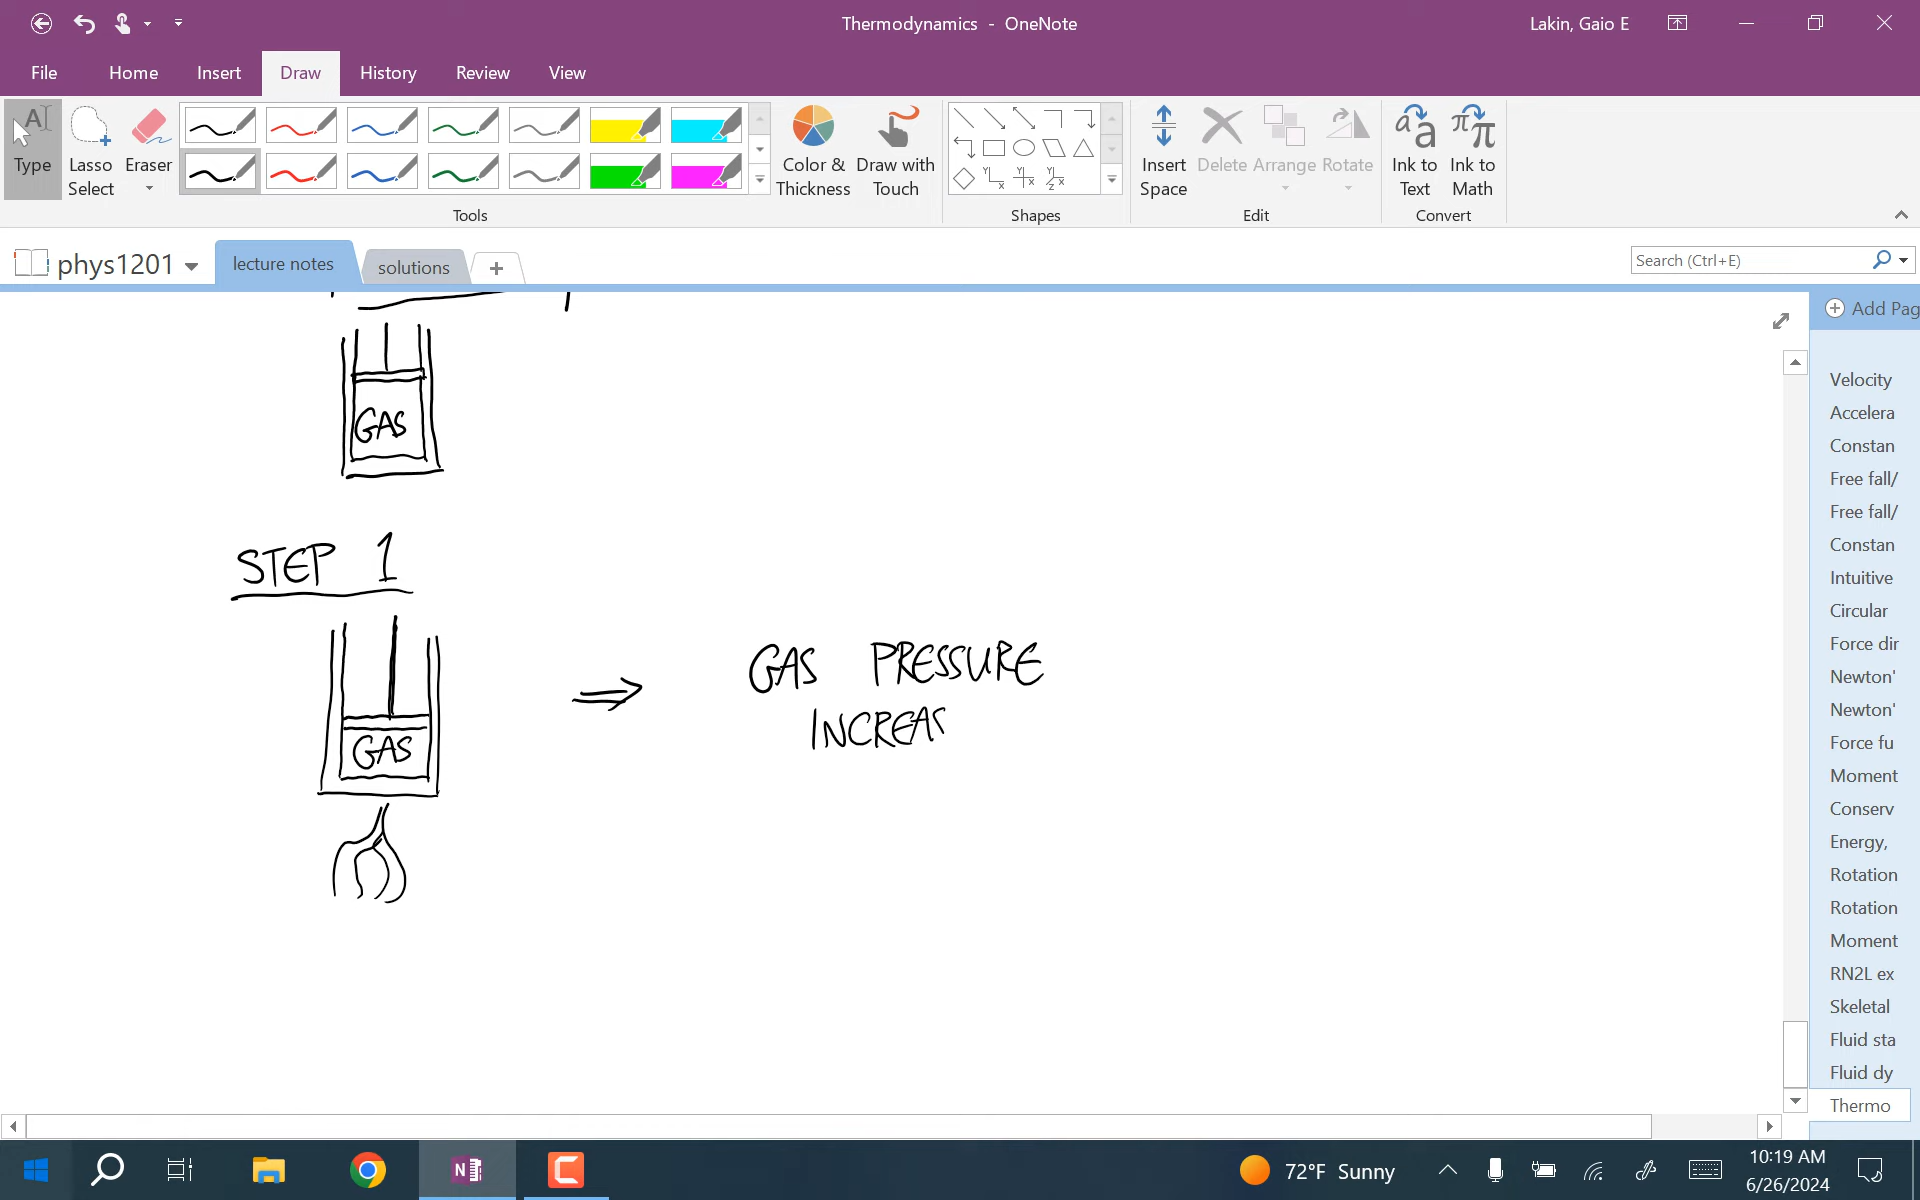 Thermodynamics - OneNote
Lakin, Gaio E
File Home Insert Draw History Review View
Type
Lasso Select
Eraser
Color & Thickness
Draw with Touch
Insert Space
Delete
Arrange
Rotate
Ink to Text
Ink to Math
Tools
Shapes
Edit
Convert
phys1201
lecture notes
solutions
Search (Ctrl+E)
Add Pag
GAS
STEP 1
GAS
GAS PRESSURE
INCREAS
Velocity
Accelera
Constan
Free fall/
Free fall/
Constan
Intuitive
Circular
Force dir
Newton'
Newton'
Force fu
Moment
Conserv
Energy,
Rotation
Rotation
Moment
RN2L ex
Skeletal
Fluid sta
Fluid dy
Thermo
72°F Sunny
10:19 AM
6/26/2024